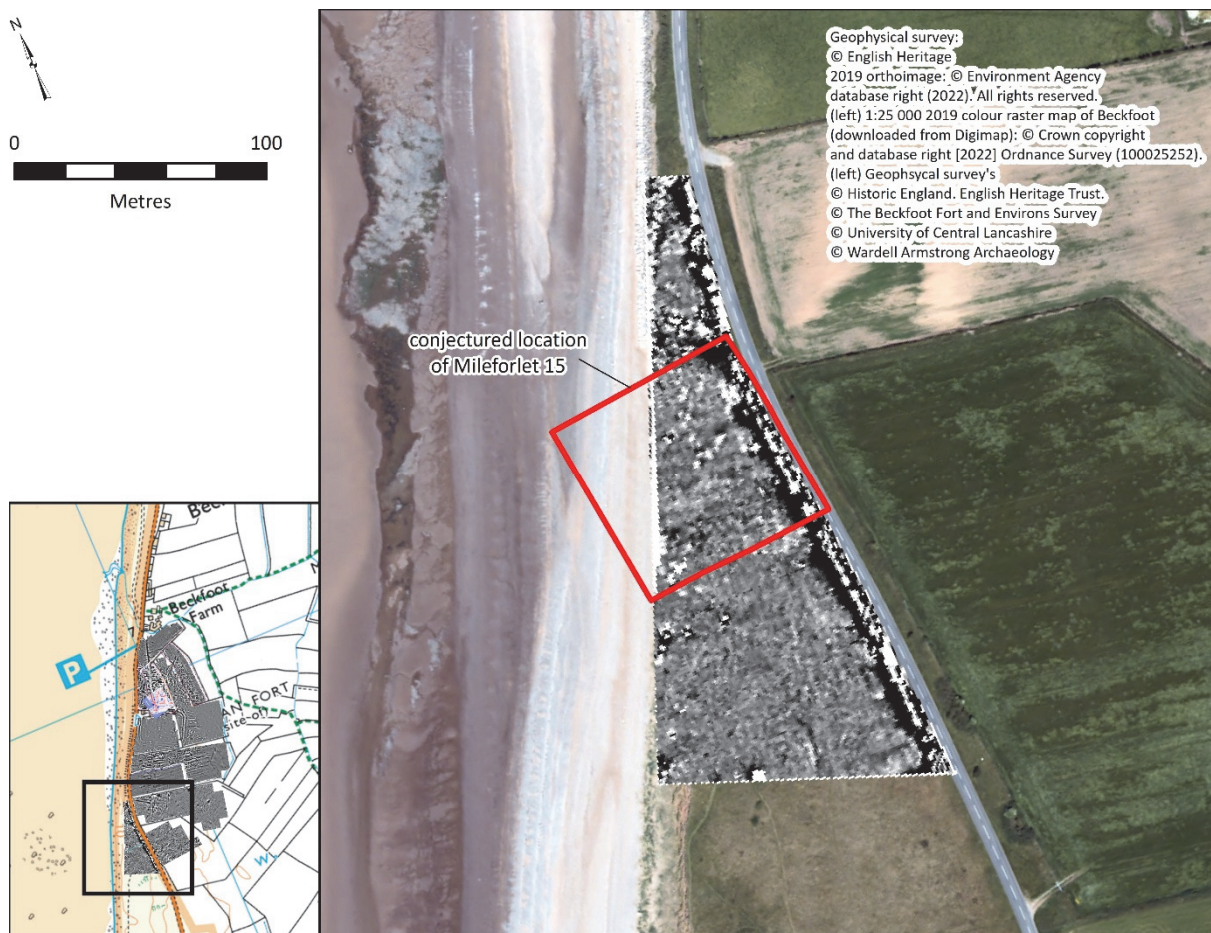 N
0
100
Metres
Geophysical survey:
© English Heritage
2019 orthoimage: © Environment Agency
database right (2022). All rights reserved.
(left) 1:25 000 2019 colour raster map of Beckfoot
(downloaded from Digimap): © Crown copyright
and database right [2022] Ordnance Survey (100025252).
(left) Geophsycal survey's
© Historic England. English Heritage Trust.
© The Beckfoot Fort and Environs Survey
© University of Central Lancashire
© Wardell Armstrong Archaeology
conjectured location
of Mileforlet 15
Beckfoot
Farm
7
P
AN FORT
W